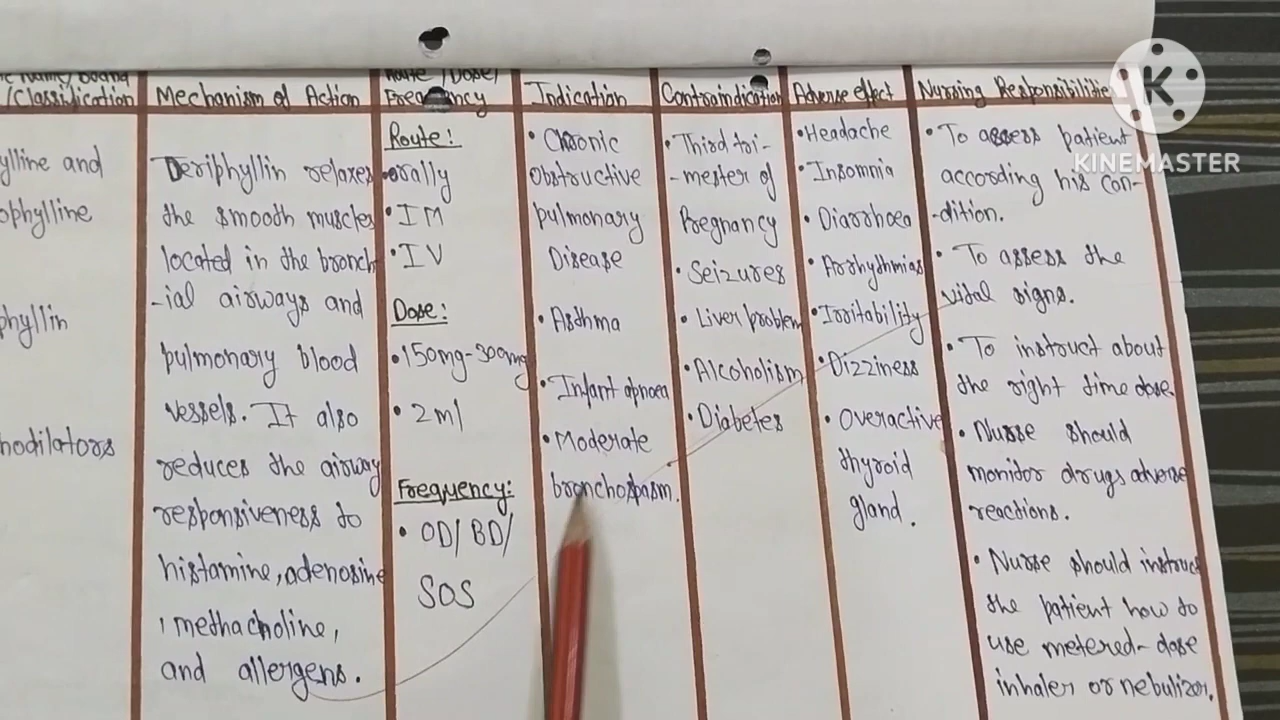 /Classification
ylline and
ophylline
phyllin
hodilators
Mechanism of Action
Deriphyllin relaxes
the smooth muscles
located in the bronch
-ial airways and
pulmonary blood
vessels. It also
reduces the airway
responsiveness to
histamine, adenosine
, methacholine,
and allergens.
Route/Dose/
Frequency
Route:
• orally
• IM
• IV
Dose:
• 150mg-300mg
• 2ml
Frequency:
• OD/ BD/
SOS
Indication
• Chronic
obstructive
pulmonary
Disease
• Asthma
• Infant apnoea
• Moderate
bronchospasm.
Contraindication
• Third tri-
-mester of
Pregnancy
• Seizures
• Liver problem
• Alcoholism
• Diabetes
Adverse effect
• Headache
• Insomnia
• Diarrhoea
• Arrhythmias
• Irritability
• Dizziness
• Overactive
thyroid
gland.
Nursing Responsibilities
• To assess patient
according his con-
-dition.
• To assess the
vital signs.
• To instruct about
the right time dose
• Nurse should
monitor drugs adverse
reactions.
• Nurse should instruct
the patient how to
use metered-dose
inhaler or nebulizer.
K
KINEMASTER